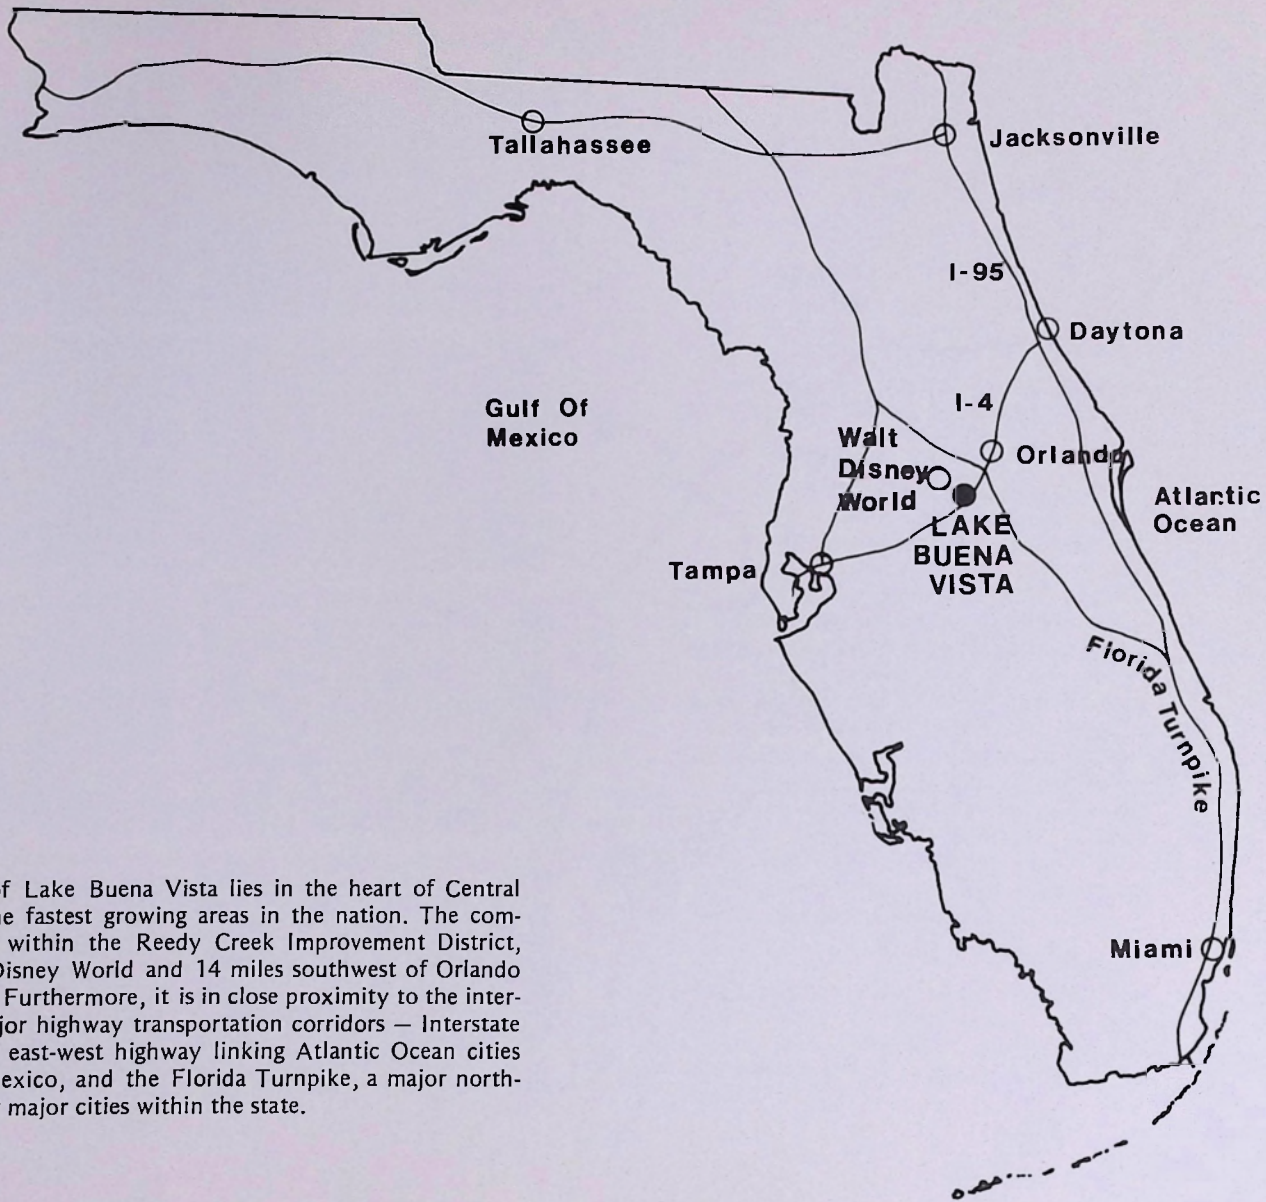 Tallahassee
Jacksonville
I-95
Daytona
Gulf Of
Mexico
I-4
Walt
Disney
World
Orlando
Atlantic
Ocean
LAKE
BUENA
VISTA
Tampa
Florida Turnpike
Miami
of Lake Buena Vista lies in the heart of Central
fastest growing areas in the nation. The com-
within the Reedy Creek Improvement District,
Disney World and 14 miles southwest of Orlando
Furthermore, it is in close proximity to the inter-
jor highway transportation corridors — Interstate
east-west highway linking Atlantic Ocean cities
exico, and the Florida Turnpike, a major north-
major cities within the state.